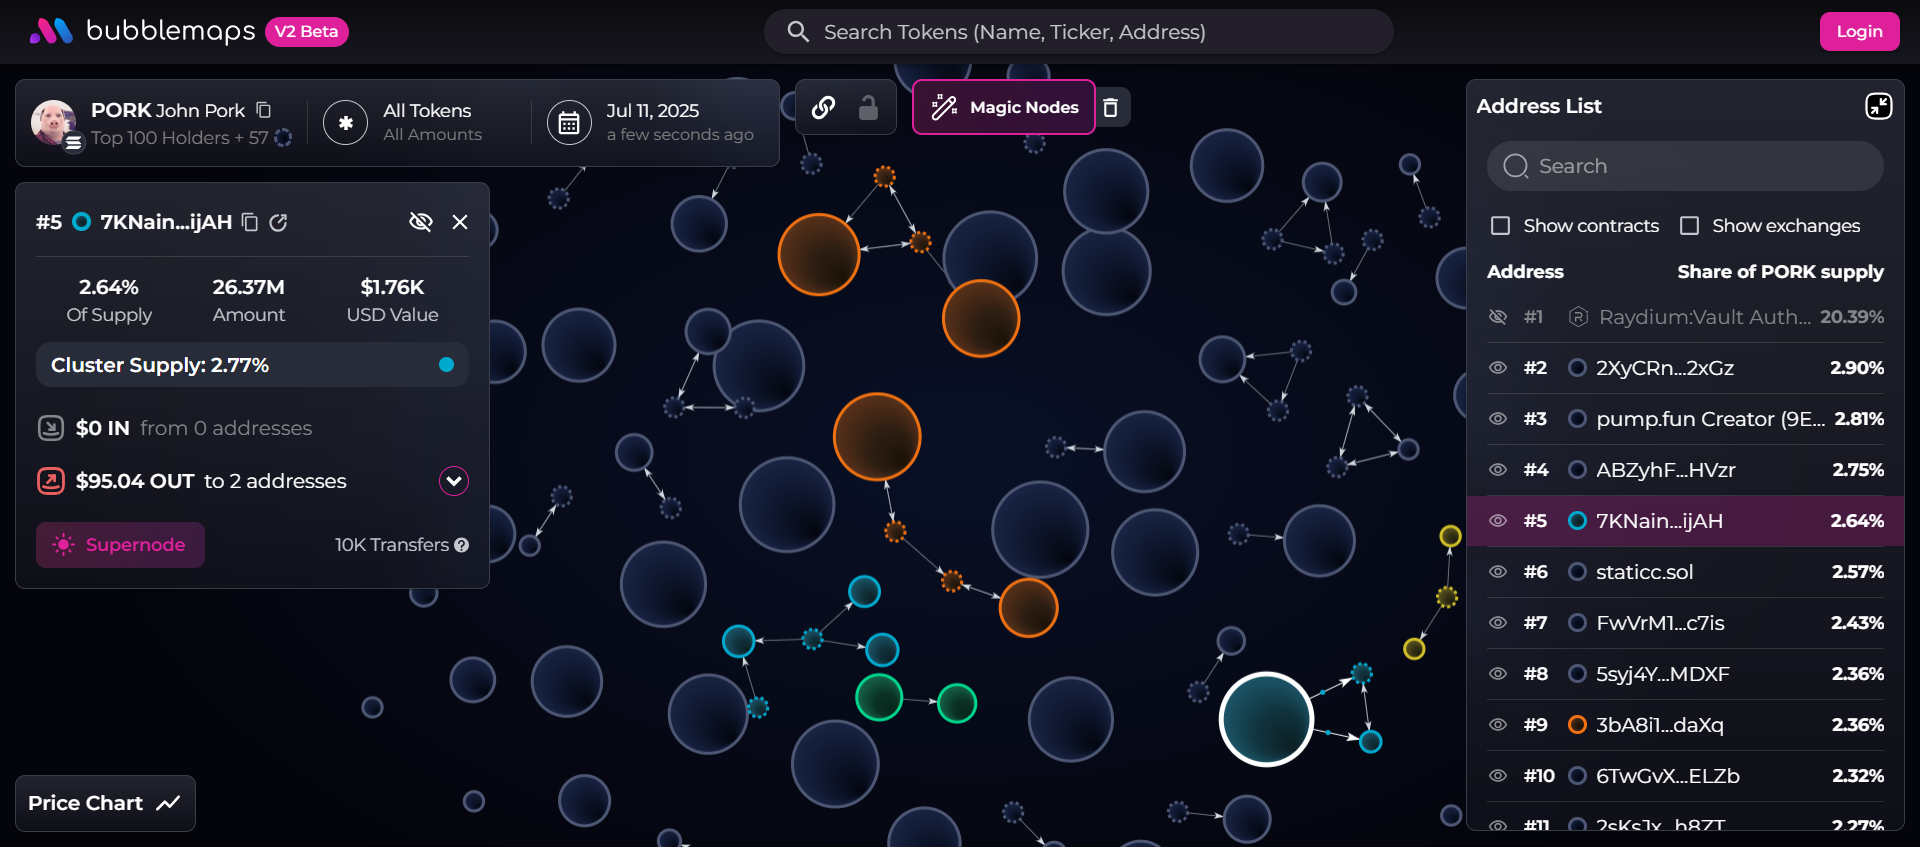 bubblemaps V2 Beta
Search Tokens (Name, Ticker, Address)
Login
PORK John Pork
Top 100 Holders + 57
All Tokens
All Amounts
Jul 11, 2025
a few seconds ago
Magic Nodes
#5 7KNain...ijAH
2.64% 26.37M $1.76K
Of Supply Amount USD Value
Cluster Supply: 2.77%
$0 IN from 0 addresses
$95.04 OUT to 2 addresses
Supernode 10K Transfers
Price Chart
Address List
Search
Show contracts Show exchanges
Address Share of PORK supply
#1 Raydium:Vault Auth... 20.39%
#2 2XyCRn...2xGz 2.90%
#3 pump.fun Creator (9E... 2.81%
#4 ABZyhF...HVzr 2.75%
#5 7KNain...ijAH 2.64%
#6 staticc.sol 2.57%
#7 FwVrM1...c7is 2.43%
#8 5syj4Y...MDXF 2.36%
#9 3bA8i1...daXq 2.36%
#10 6TwGvX...ELZb 2.32%
#11 2sKsJx...h8ZT 2.27%